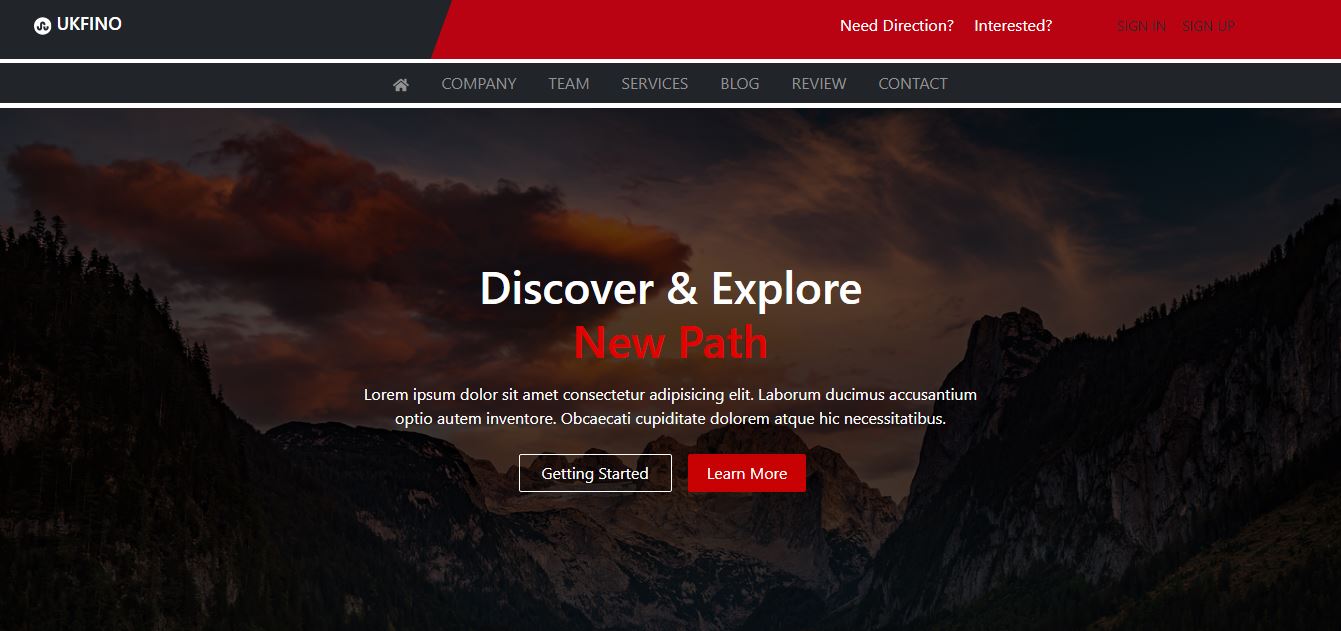 UKFINO
Need Direction? Interested? SIGN IN SIGN UP
COMPANY TEAM SERVICES BLOG REVIEW CONTACT
Discover & Explore
New Path
Lorem ipsum dolor sit amet consectetur adipisicing elit. Laborum ducimus accusantium
optio autem inventore. Obcaecati cupiditate dolorem atque hic necessitatibus.
Getting Started Learn More